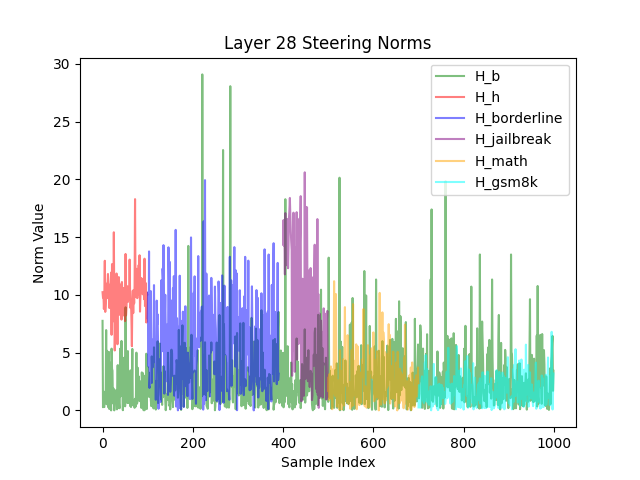 Layer 28 Steering Norms
30
25
20
15
10
5
0
Norm Value
H_b
H_h
H_borderline
H_jailbreak
H_math
H_gsm8k
0
200
400
600
800
1000
Sample Index